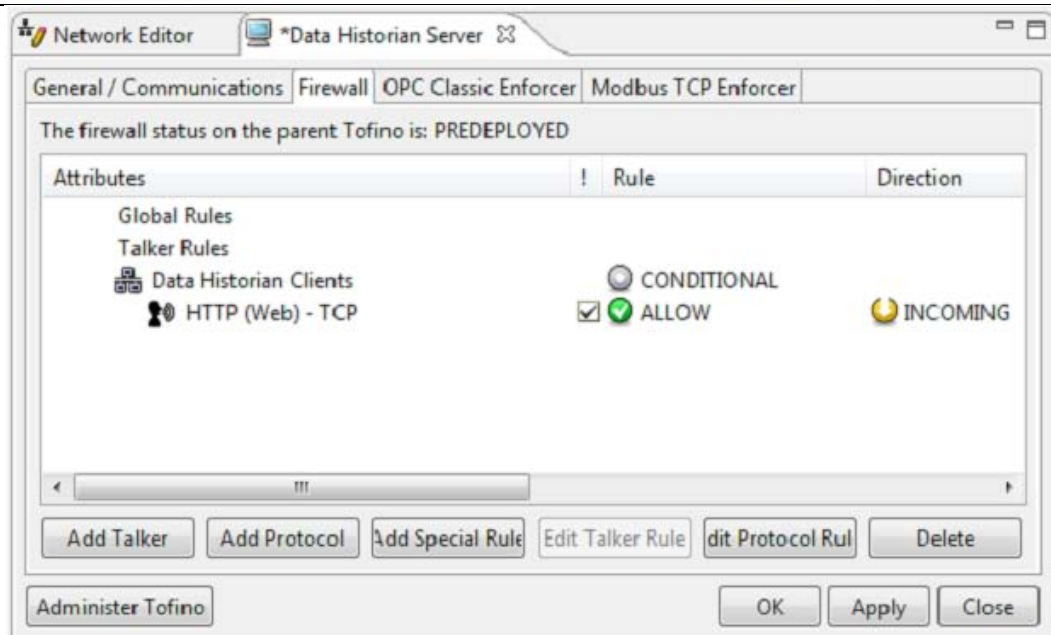 Network Editor *Data Historian Server
General / Communications Firewall OPC Classic Enforcer Modbus TCP Enforcer
The firewall status on the parent Tofino is: PREDEPLOYED
Attributes ! Rule Direction
Global Rules
Talker Rules
Data Historian Clients CONDITIONAL
HTTP (Web) - TCP ALLOW INCOMING
Add Talker Add Protocol Add Special Rule Edit Talker Rule dit Protocol Rul Delete
Administer Tofino OK Apply Close